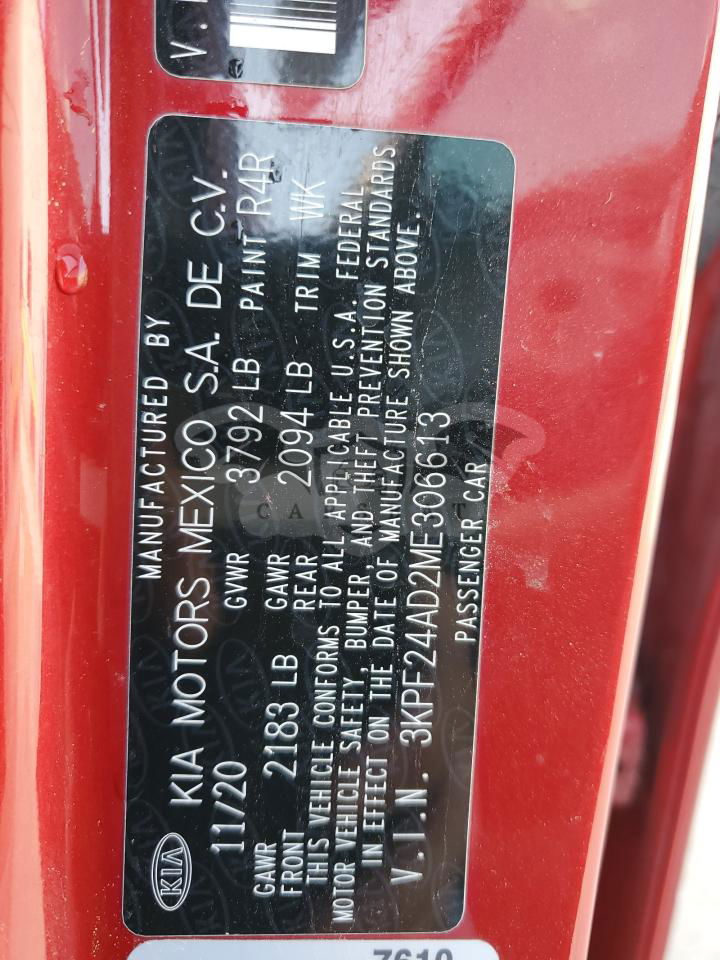 MANUFACTURED BY
KIA KIA MOTORS MEXICO S.A. DE C.V.
11/20 GVWR 3792 LB PAINT R4R
GAWR FRONT 2183 LB GAWR REAR 2094 LB TRIM WK
THIS VEHICLE CONFORMS TO ALL APPLICABLE U.S.A. FEDERAL
MOTOR VEHICLE SAFETY, BUMPER, AND THEFT PREVENTION STANDARDS
IN EFFECT ON THE DATE OF MANUFACTURE SHOWN ABOVE.
V.I.N. 3KPF24AD2ME306613
PASSENGER CAR